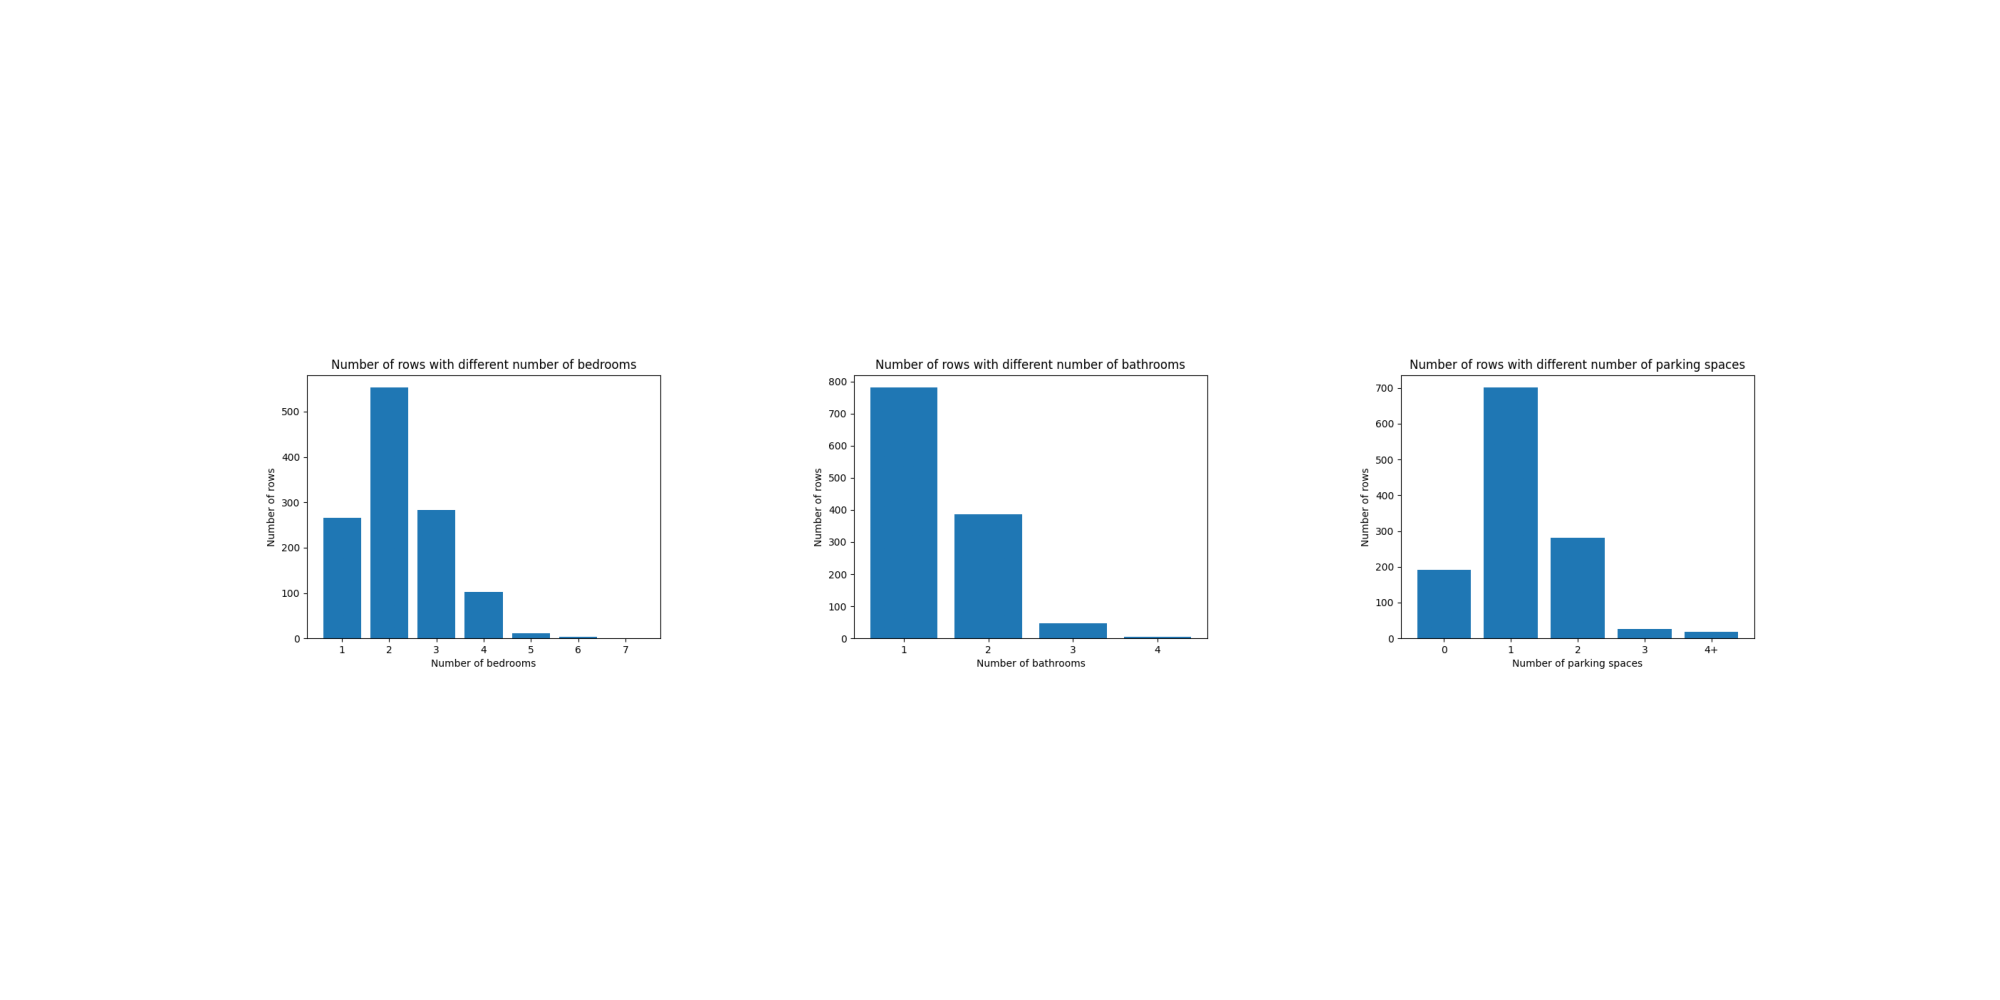 Number of rows with different number of bedrooms
500
400
300
200
100
0
Number of rows
1 2 3 4 5 6 7
Number of bedrooms
Number of rows with different number of bathrooms
800
700
600
500
400
300
200
100
0
Number of rows
1 2 3 4
Number of bathrooms
Number of rows with different number of parking spaces
700
600
500
400
300
200
100
0
Number of rows
0 1 2 3 4+
Number of parking spaces